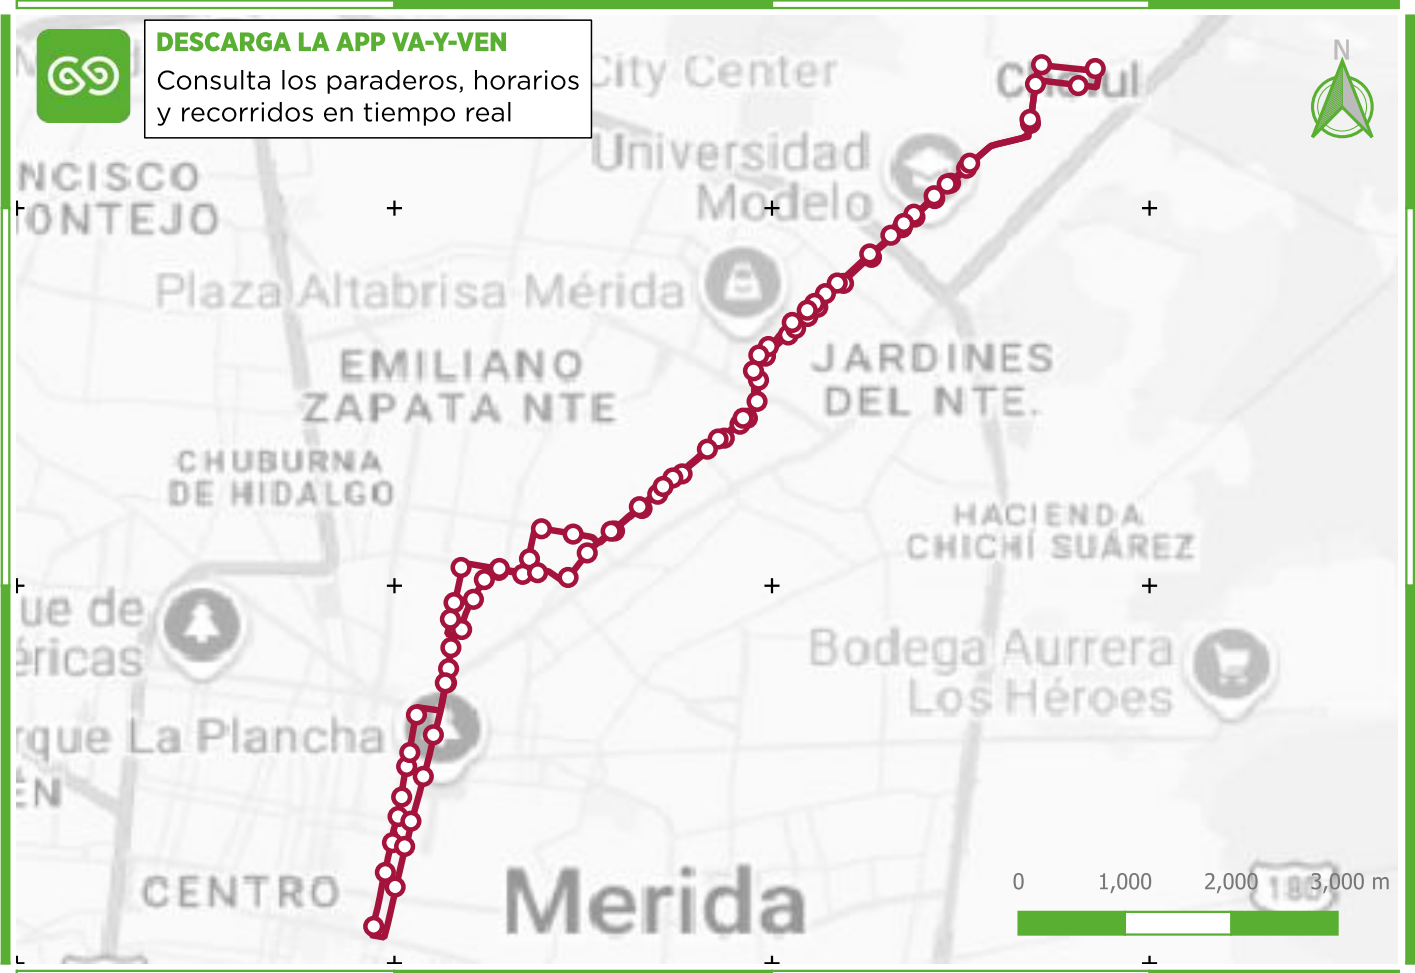 DESCARGA LA APP VA-Y-VEN
Consulta los paraderos, horarios
y recorridos en tiempo real
City Center
N
Universidad
Modelo
NCISCO
ONTEJO
Plaza Altabrisa Mérida
EMILIANO
ZAPATA NTE
JARDINES
DEL NTE.
CHUBURNA
DE HIDALGO
HACIENDA
CHICHÍ SUÁREZ
ue de
éricas
Bodega Aurrera
Los Héroes
rque La Plancha
EN
CENTRO
Merida
0 1,000 2,000 3,000 m
180